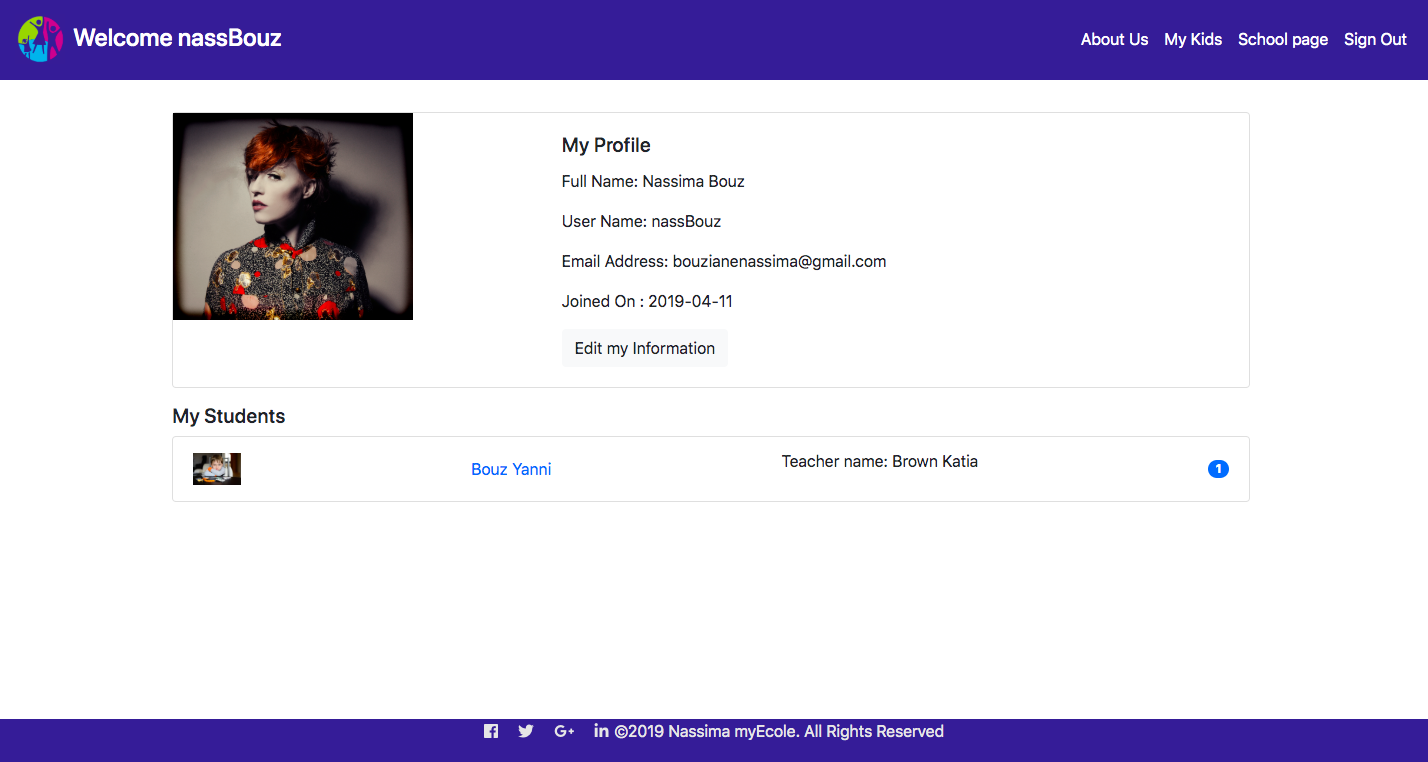 Welcome nassBouz
About Us My Kids School page Sign Out
My Profile
Full Name: Nassima Bouz
User Name: nassBouz
Email Address: bouzianenassima@gmail.com
Joined On : 2019-04-11
Edit my Information
My Students
Bouz Yanni Teacher name: Brown Katia 1
©2019 Nassima myEcole. All Rights Reserved